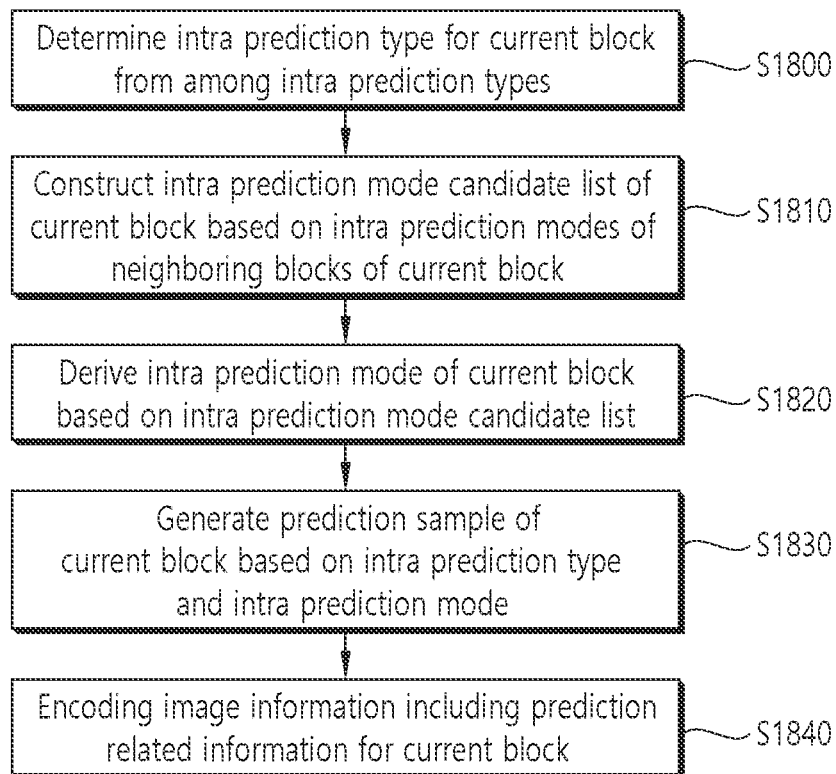 Determine intra prediction type for current block
from among intra prediction types
S1800
Construct intra prediction mode candidate list of
current block based on intra prediction modes of
neighboring blocks of current block
S1810
Derive intra prediction mode of current block
based on intra prediction mode candidate list
S1820
Generate prediction sample of
current block based on intra prediction type
and intra prediction mode
S1830
Encoding image information including prediction
related information for current block
S1840